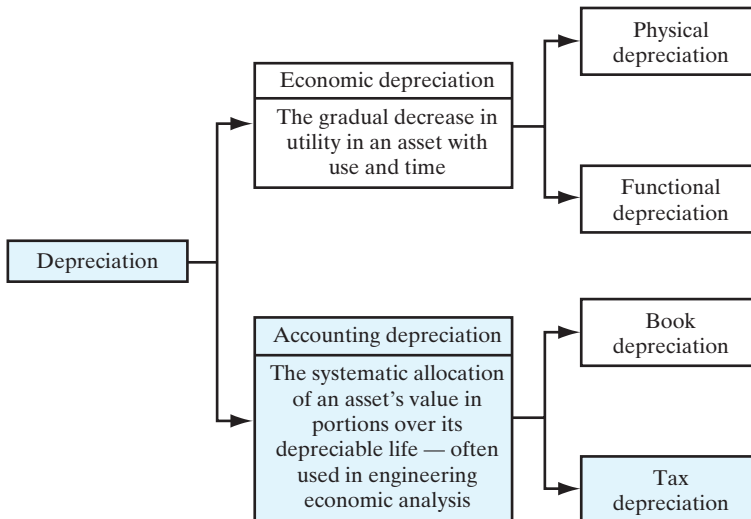 Depreciation
Economic depreciation
The gradual decrease in
utility in an asset with
use and time
Physical
depreciation
Functional
depreciation
Accounting depreciation
The systematic allocation
of an asset’s value in
portions over its
depreciable life — often
used in engineering
economic analysis
Book
depreciation
Tax
depreciation